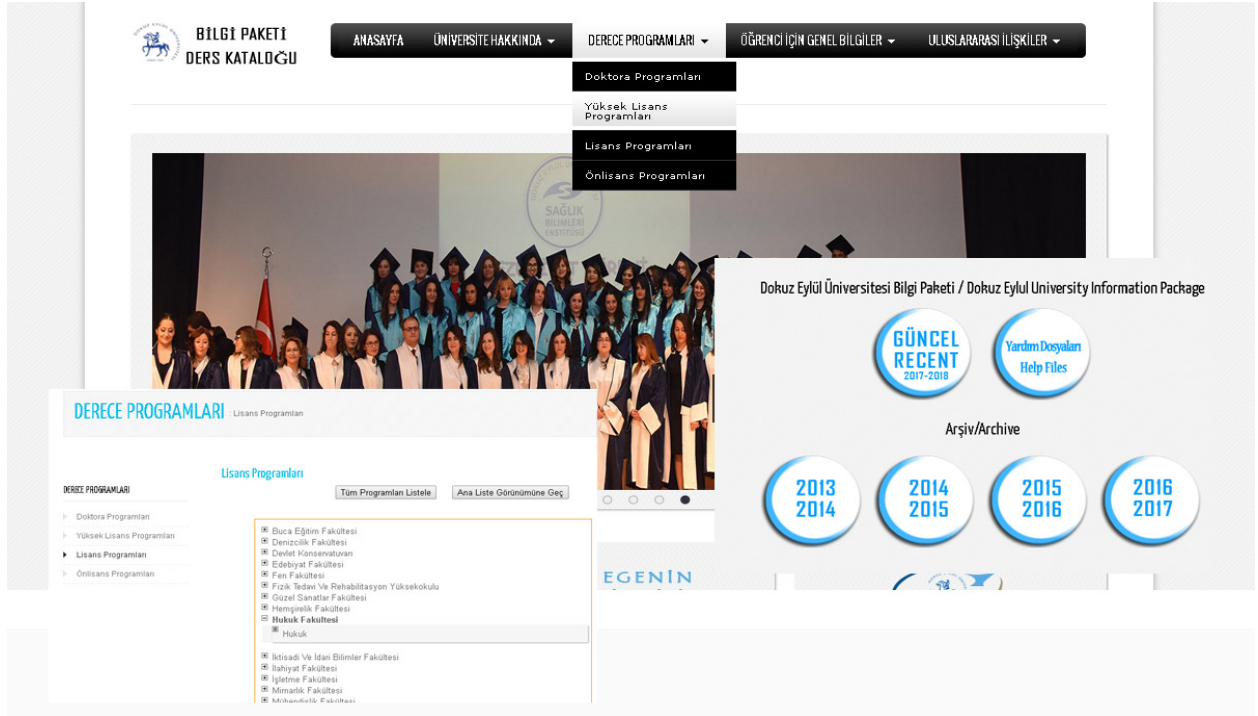 BİLGİ PAKETİ
DERS KATALOĞU
ANASAYFA ÜNİVERSİTE HAKKINDA DERECE PROGRAMLARI ÖĞRENCİ İÇİN GENEL BİLGİLER ULUSLARARASI İLİŞKİLER
Doktora Programları
Yüksek Lisans
Programları
Lisans Programları
Önlisans Programları
SAĞLIK
BİLİMLERİ
ENSTİTÜSÜ
Dokuz Eylül Üniversitesi Bilgi Paketi / Dokuz Eylul University Information Package
GÜNCEL
RECENT
2017-2018
Yardım Dosyaları
Help Files
Arşiv/Archive
2013
2014
2014
2015
2015
2016
2016
2017
EGENİN
DERECE PROGRAMLARI : Lisans Programları
DERECE PROGRAMLARI
Doktora Programları
Yüksek Lisans Programları
Lisans Programları
Önlisans Programları
Lisans Programları
Tüm Programları Listele Ana Liste Görünümüne Geç
Buca Eğitim Fakültesi
Denizcilik Fakültesi
Devlet Konservatuvarı
Edebiyat Fakültesi
Fen Fakültesi
Fizik Tedavi Ve Rehabilitasyon Yüksekokulu
Güzel Sanatlar Fakültesi
Hemşirelik Fakültesi
Hukuk Fakültesi
Hukuk
İktisadi Ve İdari Bilimler Fakültesi
İlahiyat Fakültesi
İşletme Fakültesi
Mimarlık Fakültesi
Mühendislik Fakültesi